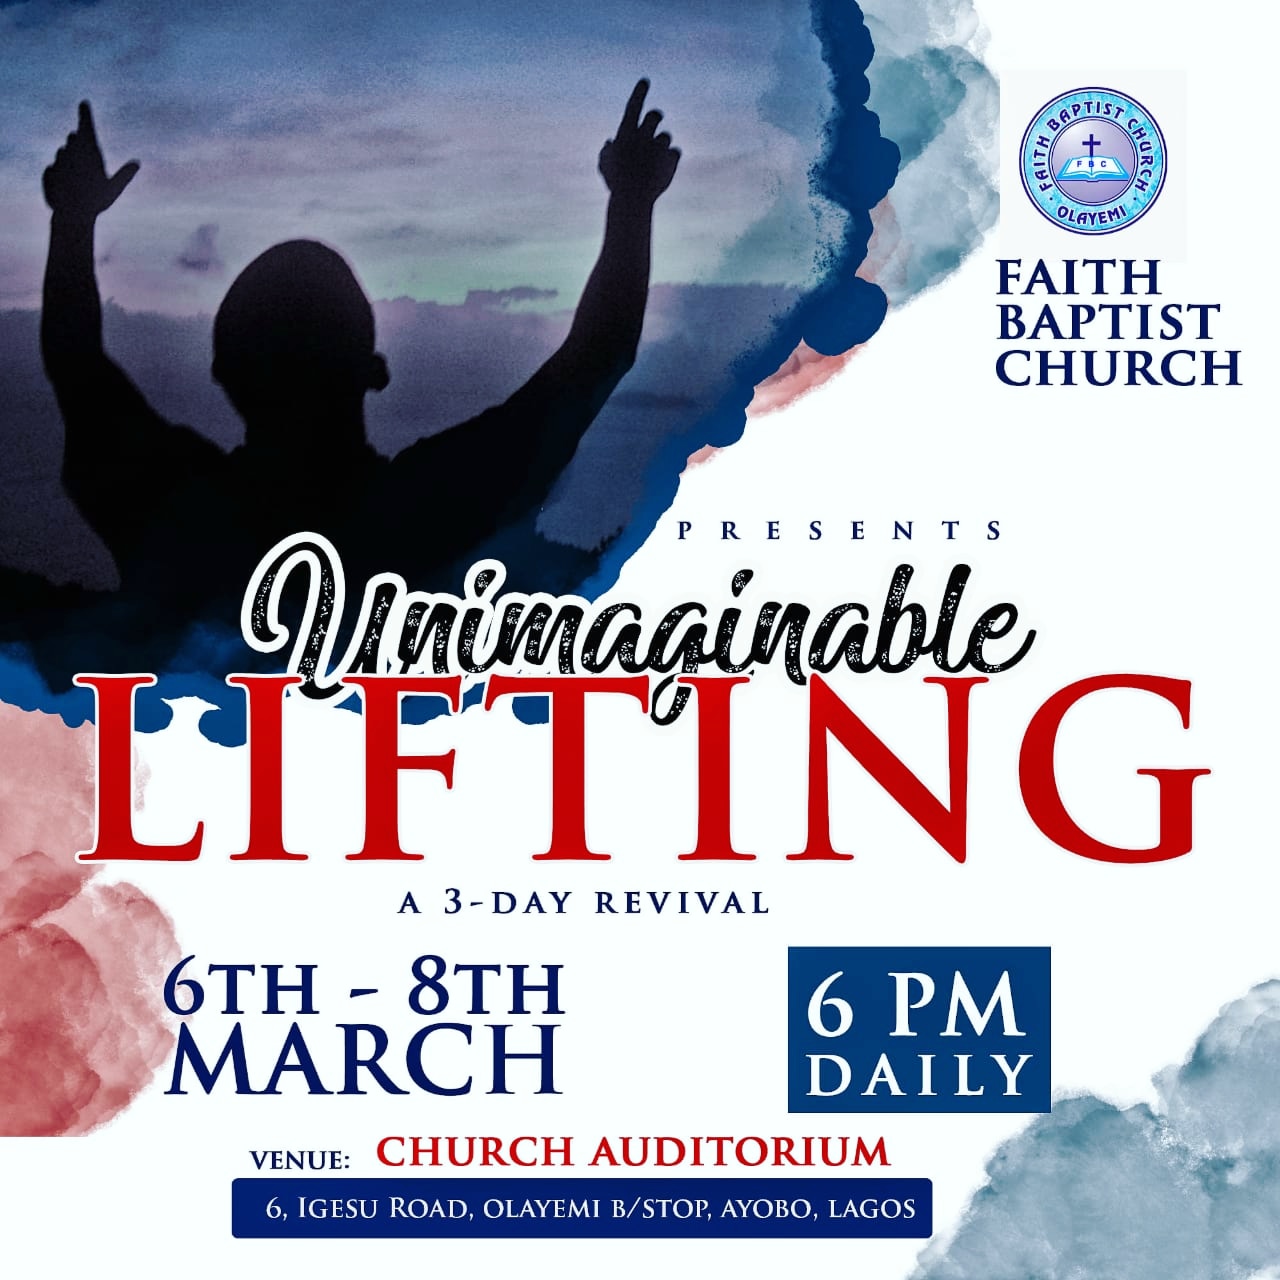 FAITH BAPTIST CHURCH
FBC
OLAYEMI
FAITH
BAPTIST
CHURCH
PRESENTS
Unimaginable
LIFTING
A 3-DAY REVIVAL
6TH - 8TH
MARCH
6 PM
DAILY
VENUE: CHURCH AUDITORIUM
6, IGESU ROAD, OLAYEMI B/STOP, AYOBO, LAGOS